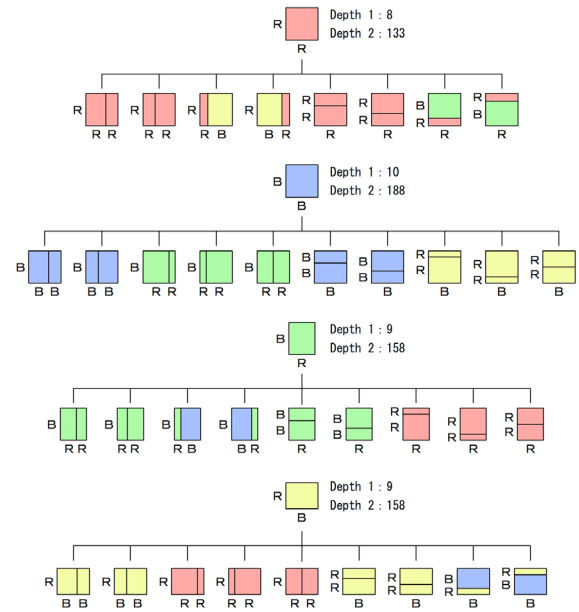 R Depth 1 : 8
Depth 2 : 133
R
R R B R
R R R R R R R B
R R R R R B B R R R R R
B Depth 1 : 10
Depth 2 : 188
B
B B R R R
B B B B B B B R R R
B B B B R R R R R R B B B B B
B Depth 1 : 9
Depth 2 : 158
R
B B R R R
B B B B B B R R R
R R R R R B B R R R R R R
R Depth 1 : 9
Depth 2 : 158
B
R R B R
R R R R R R R R B
B B B B R R R R R R B B B B